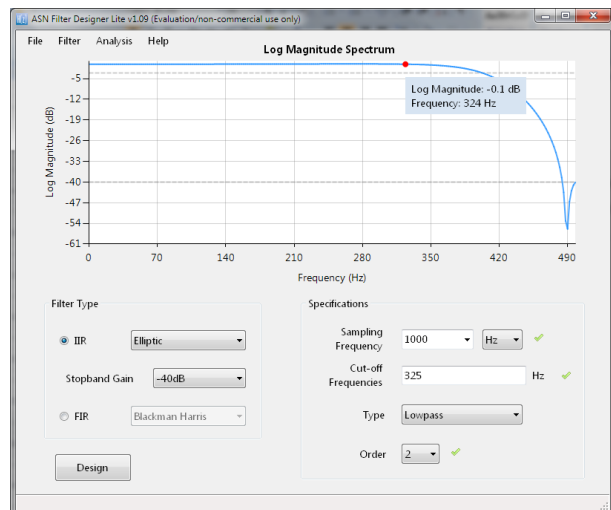 ASN Filter Designer Lite v1.09 (Evaluation/non-commercial use only)
File Filter Analysis Help
Log Magnitude Spectrum
Log Magnitude (dB)
-5
-12
-19
-26
-33
-40
-47
-54
-61
Log Magnitude: -0.1 dB
Frequency: 324 Hz
0 70 140 210 280 350 420 490
Frequency (Hz)
Filter Type
IIR Elliptic
Stopband Gain -40dB
FIR Blackman Harris
Design
Specifications
Sampling
Frequency
1000 Hz
Cut-off
Frequencies
325 Hz
Type Lowpass
Order 2